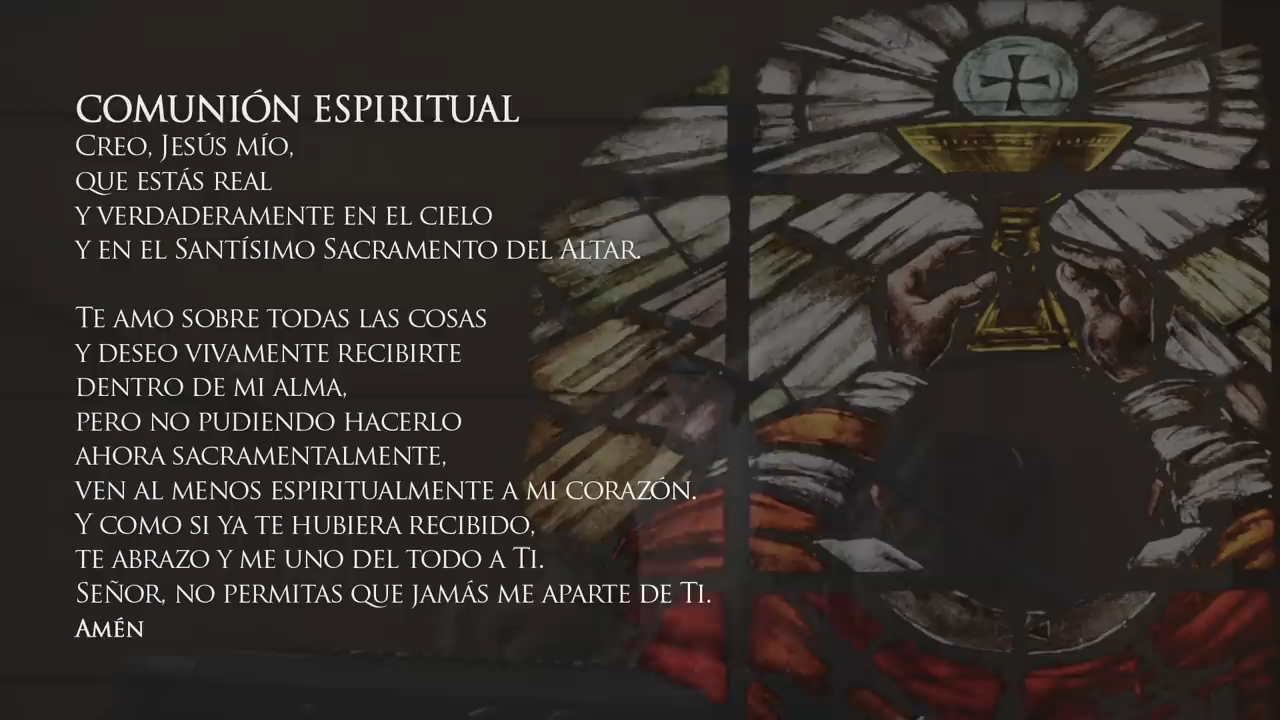 COMUNIÓN ESPIRITUAL
CREO, JESÚS MÍO,
QUE ESTÁS REAL
Y VERDADERAMENTE EN EL CIELO
Y EN EL SANTÍSIMO SACRAMENTO DEL ALTAR.
TE AMO SOBRE TODAS LAS COSAS
Y DESEO VIVAMENTE RECIBIRTE
DENTRO DE MI ALMA,
PERO NO PUDIENDO HACERLO
AHORA SACRAMENTALMENTE,
VEN AL MENOS ESPIRITUALMENTE A MI CORAZÓN.
Y COMO SI YA TE HUBIERA RECIBIDO,
TE ABRAZO Y ME UNO DEL TODO A TI.
SEÑOR, NO PERMITAS QUE JAMÁS ME APARTE DE TI.
AMÉN